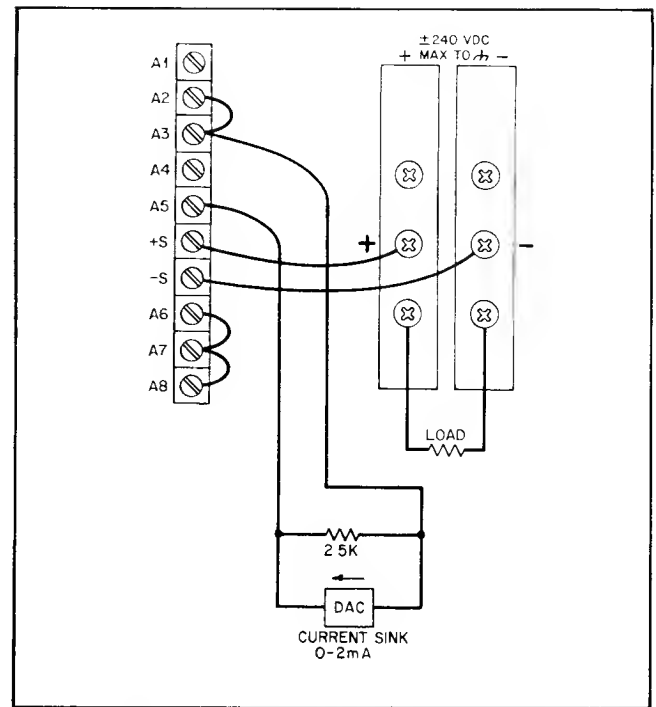 ±240 VDC
+ MAX TO ⏚ -
A1
A2
A3
A4
A5
+S
-S
A6
A7
A8
+
-
LOAD
2 5K
DAC
CURRENT SINK
0-2mA